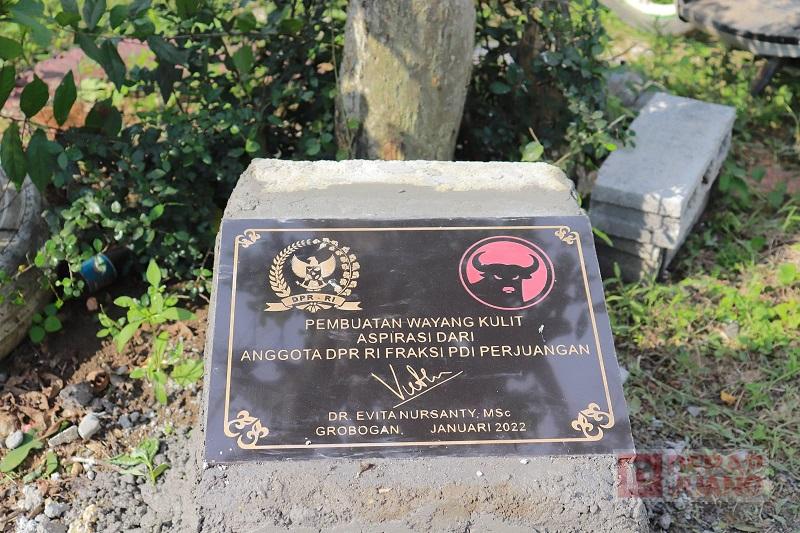 DPR - RI
PEMBUATAN WAYANG KULIT
ASPIRASI DARI
ANGGOTA DPR RI FRAKSI PDI PERJUANGAN
DR. EVITA NURSANTY, MSc
GROBOGAN, JANUARI 2022